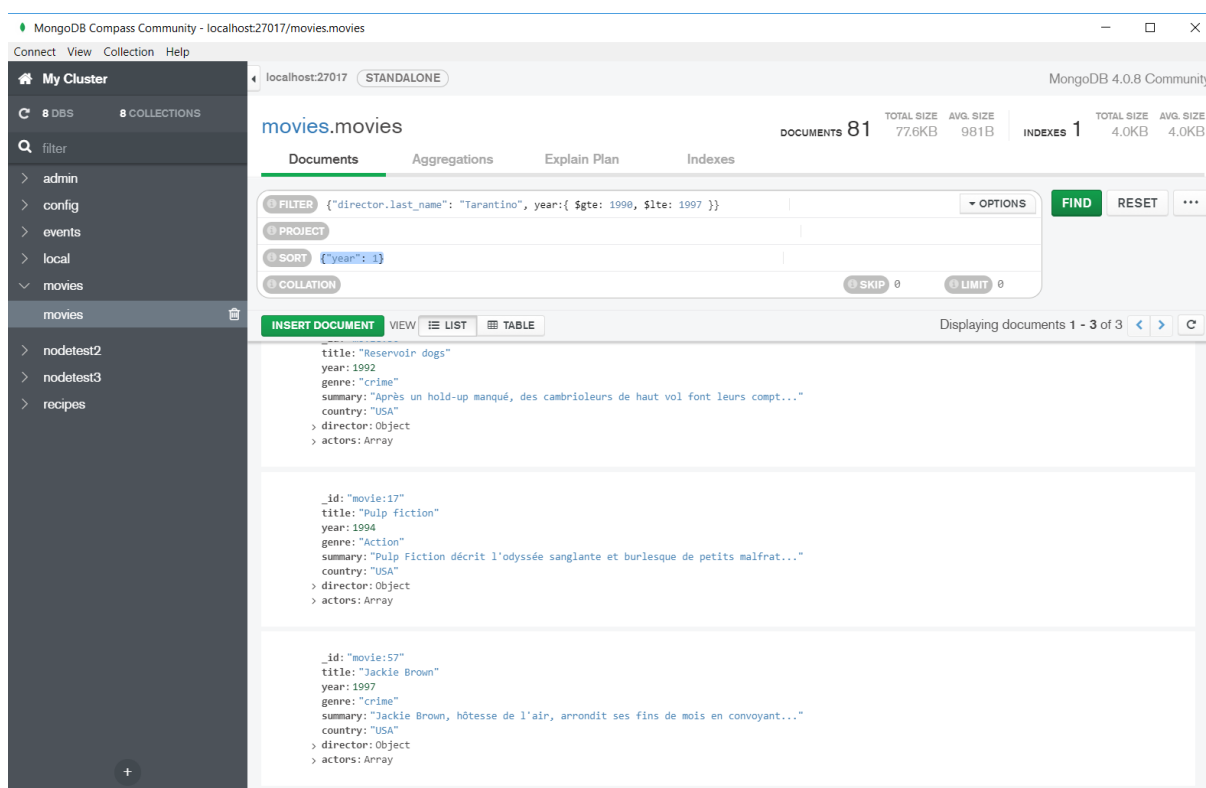 MongoDB Compass Community - localhost:27017/movies.movies
Connect View Collection Help
My Cluster
localhost:27017 STANDALONE
MongoDB 4.0.8 Community
8 DBS 8 COLLECTIONS
filter
admin
config
events
local
movies
movies
nodetest2
nodetest3
recipes
movies.movies
DOCUMENTS 81 TOTAL SIZE 77.6KB AVG. SIZE 981B INDEXES 1 TOTAL SIZE 4.0KB AVG. SIZE 4.0KB
Documents Aggregations Explain Plan Indexes
FILTER {"director.last_name": "Tarantino", year:{ $gte: 1990, $lte: 1997 }} OPTIONS FIND RESET ...
PROJECT
SORT {"year": 1}
COLLATION SKIP 0 LIMIT 0
INSERT DOCUMENT VIEW LIST TABLE Displaying documents 1 - 3 of 3
title: "Reservoir dogs"
year: 1992
genre: "crime"
summary: "Après un hold-up manqué, des cambrioleurs de haut vol font leurs compt..."
country: "USA"
> director: Object
> actors: Array
_id: "movie:17"
title: "Pulp fiction"
year: 1994
genre: "Action"
summary: "Pulp Fiction décrit l'odyssée sanglante et burlesque de petits malfrat..."
country: "USA"
> director: Object
> actors: Array
_id: "movie:57"
title: "Jackie Brown"
year: 1997
genre: "crime"
summary: "Jackie Brown, hôtesse de l'air, arrondit ses fins de mois en convoyant..."
country: "USA"
> director: Object
> actors: Array